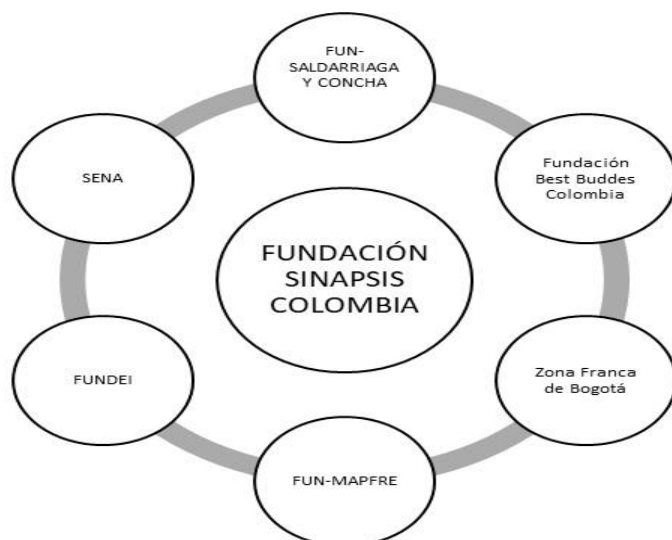 FUN-
SALDARRIAGA
Y CONCHA
SENA
Fundación
Best Buddes
Colombia
FUNDACIÓN
SINAPSIS
COLOMBIA
FUNDEI
Zona Franca
de Bogotá
FUN-MAPFRE